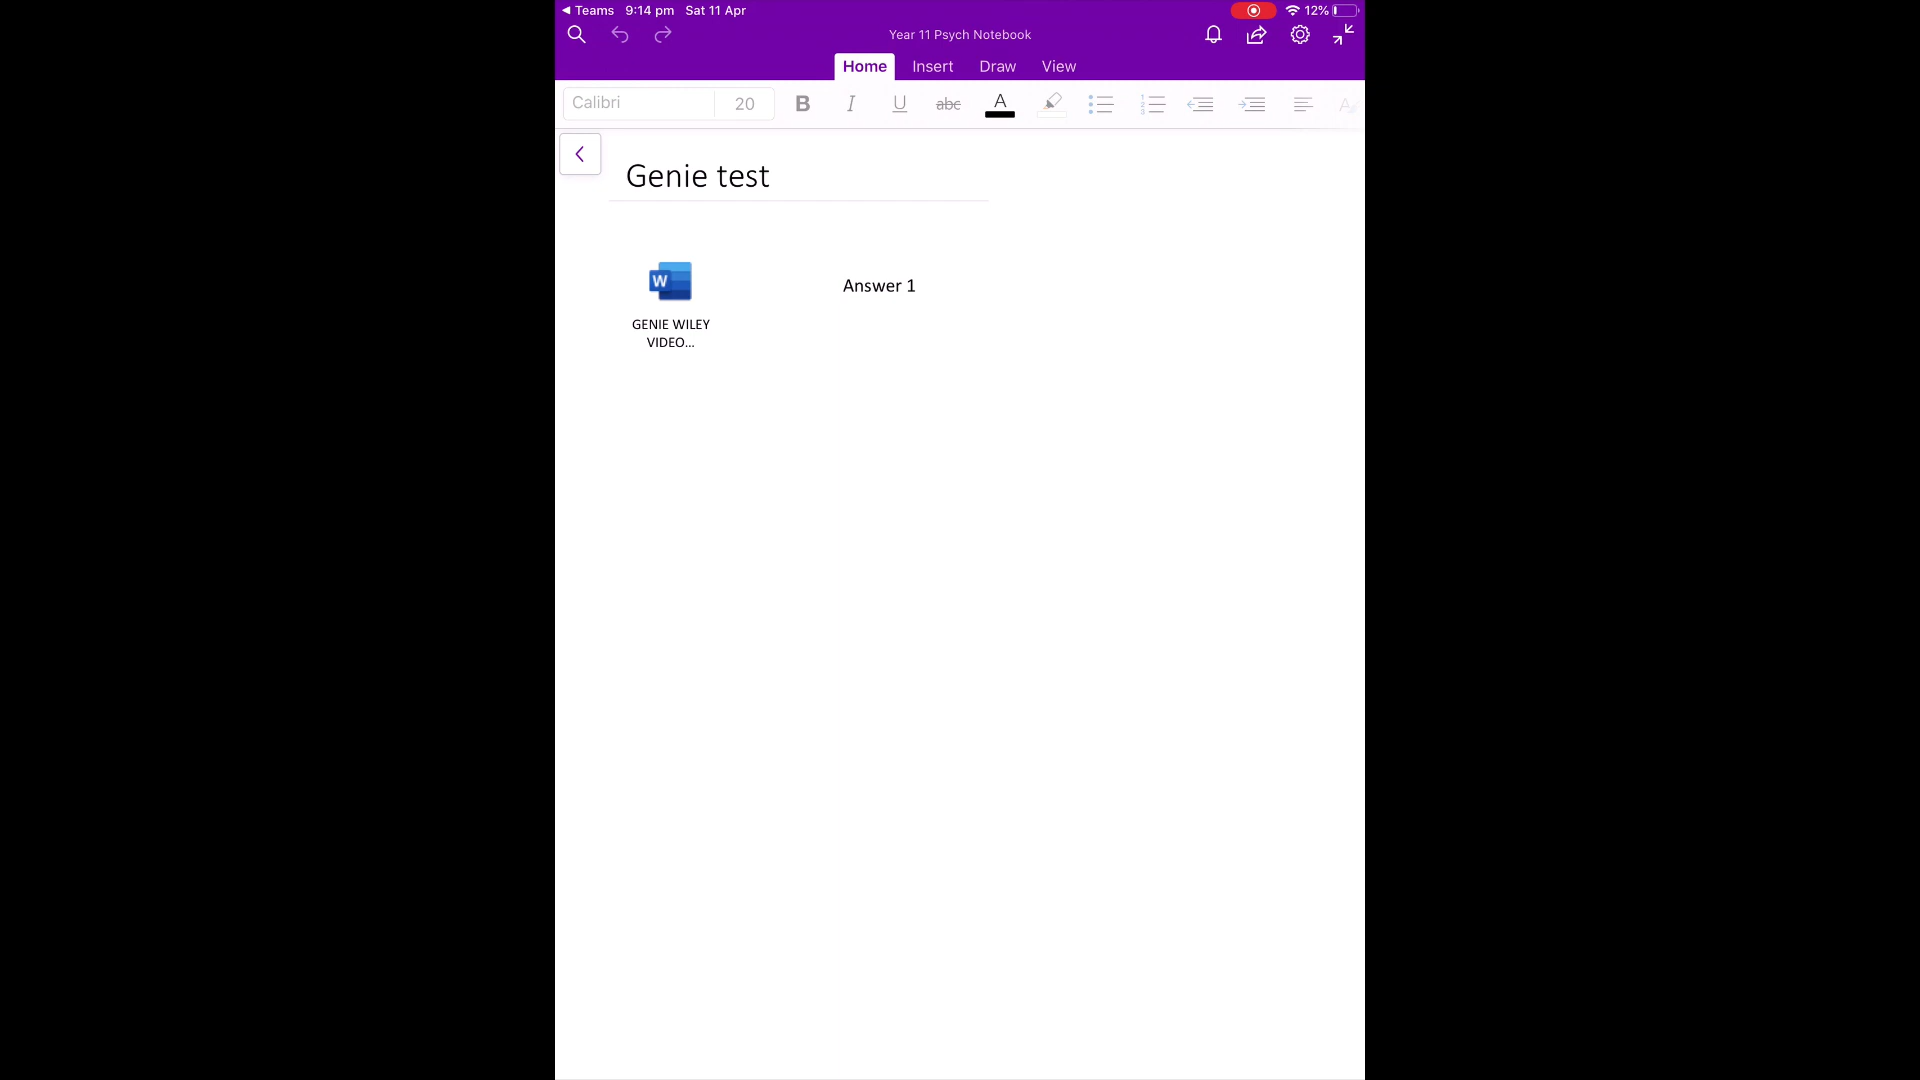 Teams 9:14 pm Sat 11 Apr 12%
Year 11 Psych Notebook
Home Insert Draw View
Calibri 20 B I U abc A
Genie test
W
Answer 1
GENIE WILEY
VIDEO...